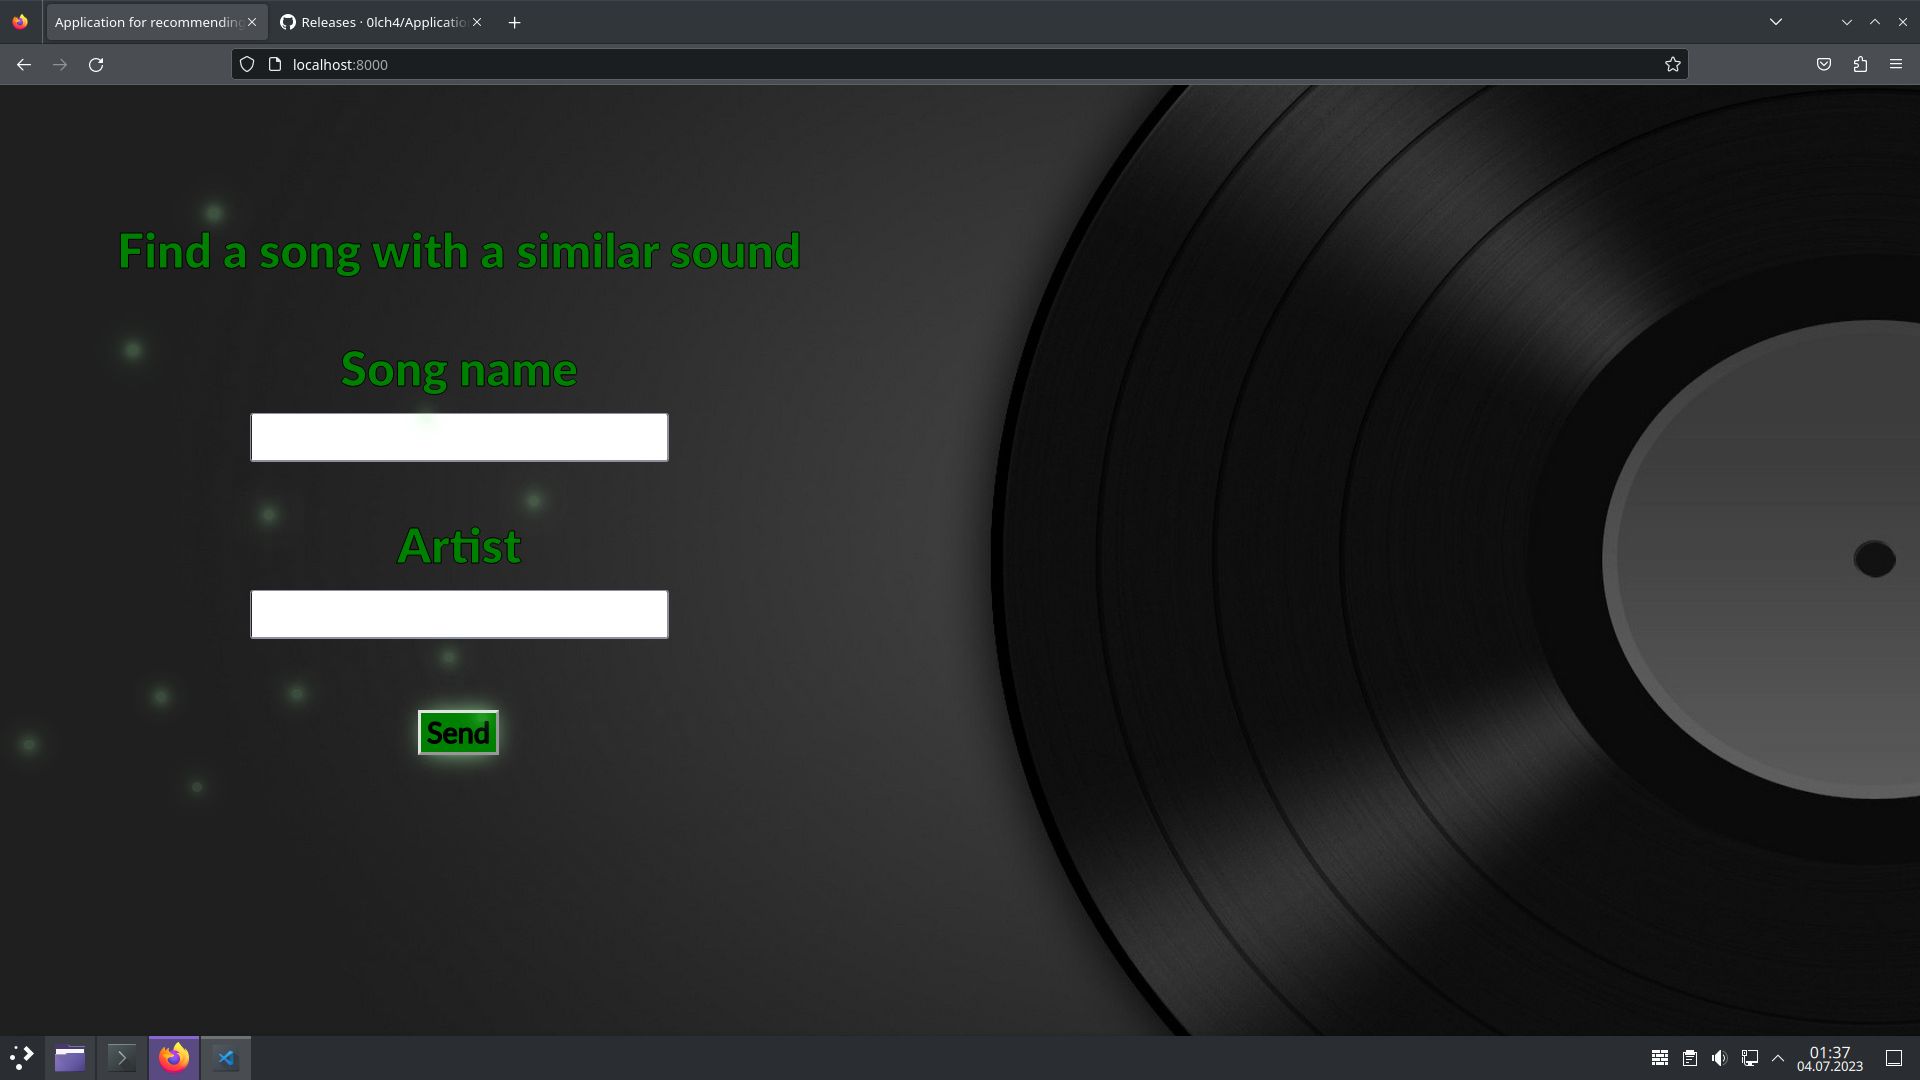 Application for recommending
Releases · 0lch4/Applicatio
localhost:8000
Find a song with a similar sound
Song name
Artist
Send
01:37
04.07.2023